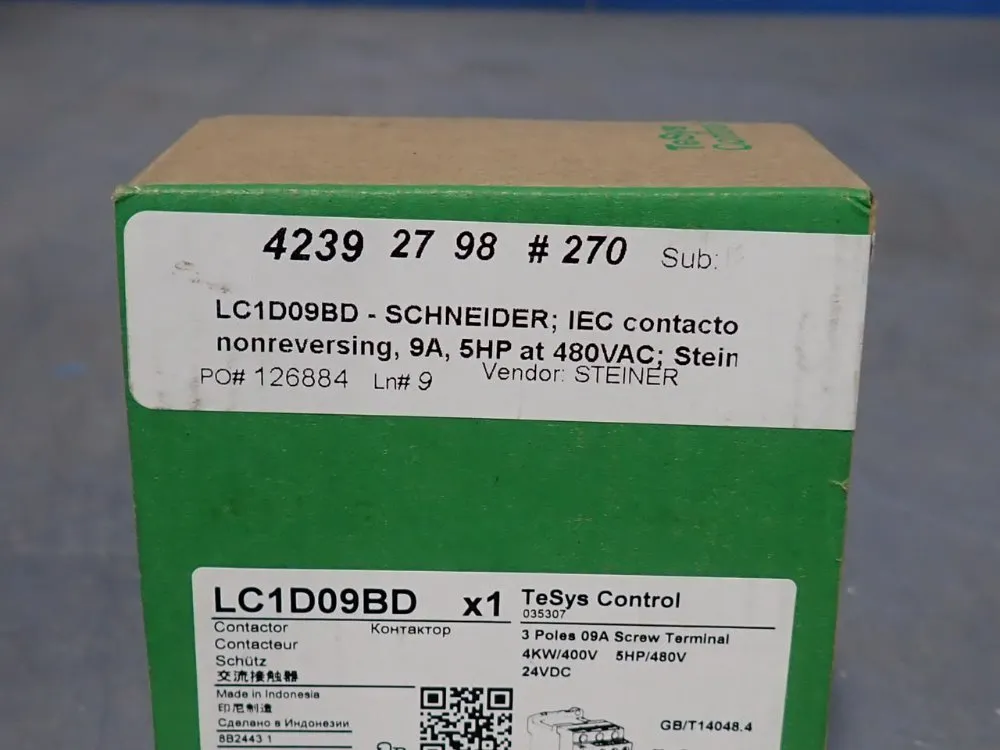 TeSys
4239 27 98 # 270 Sub:
LC1D09BD - SCHNEIDER; IEC contacto
nonreversing, 9A, 5HP at 480VAC; Stein
PO# 126884 Ln# 9 Vendor: STEINER
LC1D09BD x1
TeSys Control
035307
Contactor Контактор
Contacteur
Schütz
交流接触器
3 Poles 09A Screw Terminal
4KW/400V 5HP/480V
24VDC
Made in Indonesia
印尼制造
Сделано в Индонезии
8B2443 1
GB/T14048.4